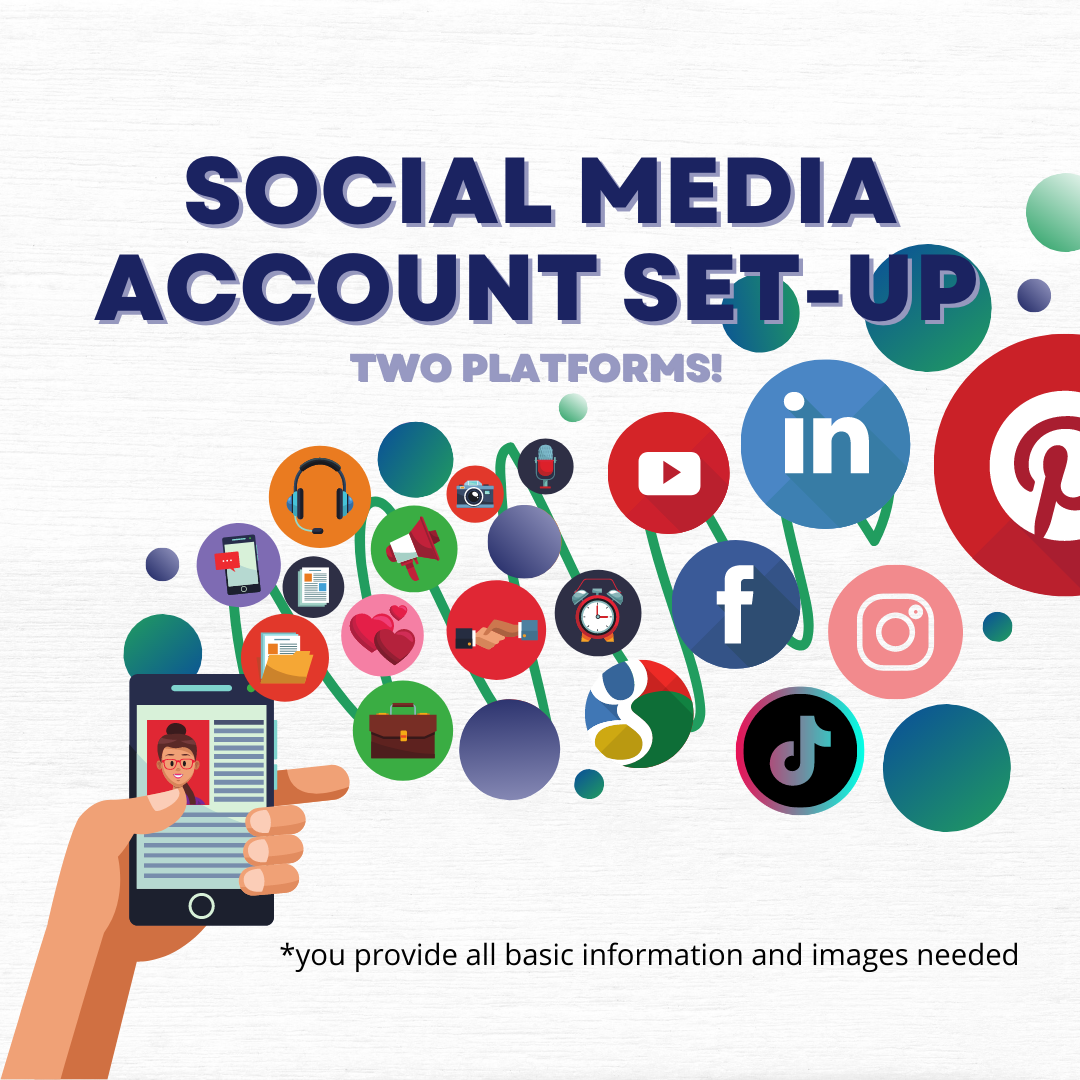 SOCIAL MEDIA
ACCOUNT SET-UP
TWO PLATFORMS!
in
f
*you provide all basic information and images needed